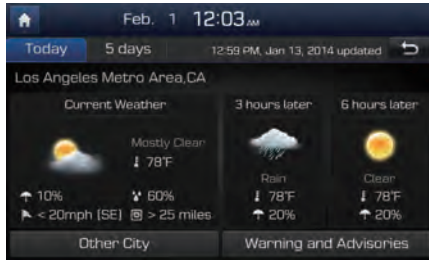 Feb. 1 12:03 AM
Today 5 days 12:59 PM, Jan 13, 2014 updated
Los Angeles Metro Area,CA
Current Weather 3 hours later 6 hours later
Mostly Clear
78°F
Rain Clear
78°F 78°F
10% 60% 20% 20%
< 20mph (SE) > 25 miles
Other City Warning and Advisories